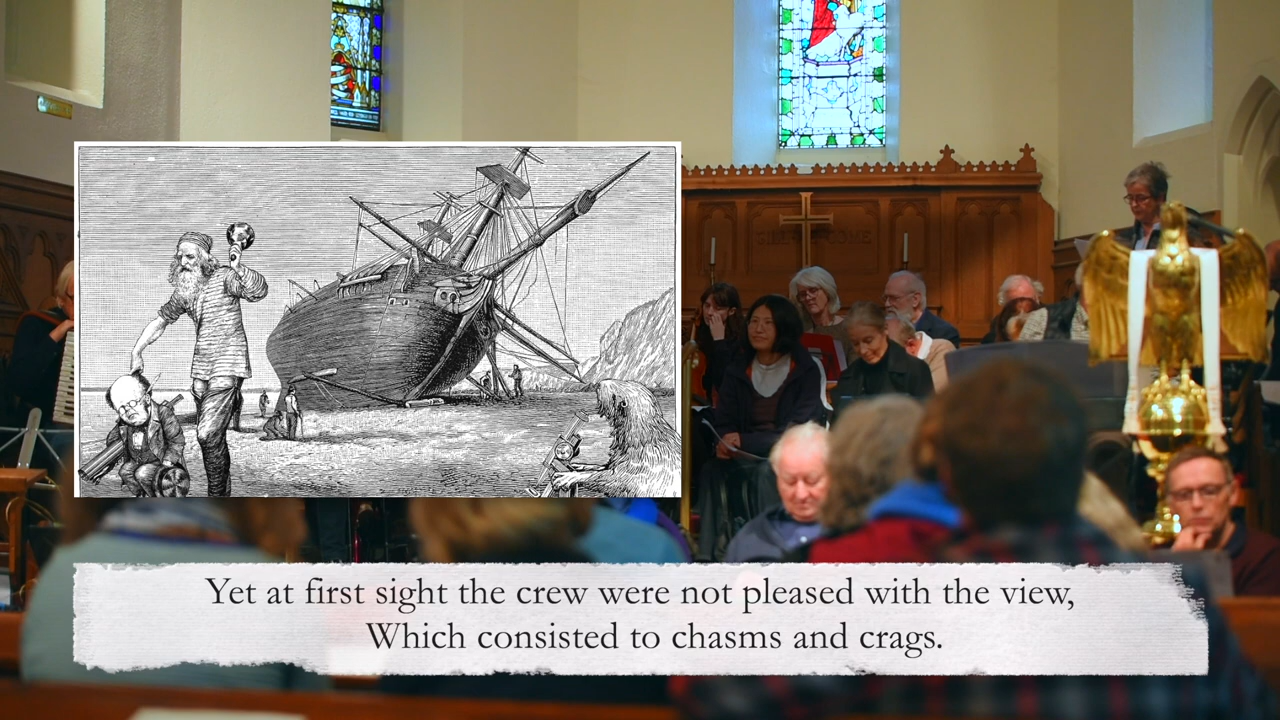 Yet at first sight the crew were not pleased with the view,
Which consisted to chasms and crags.